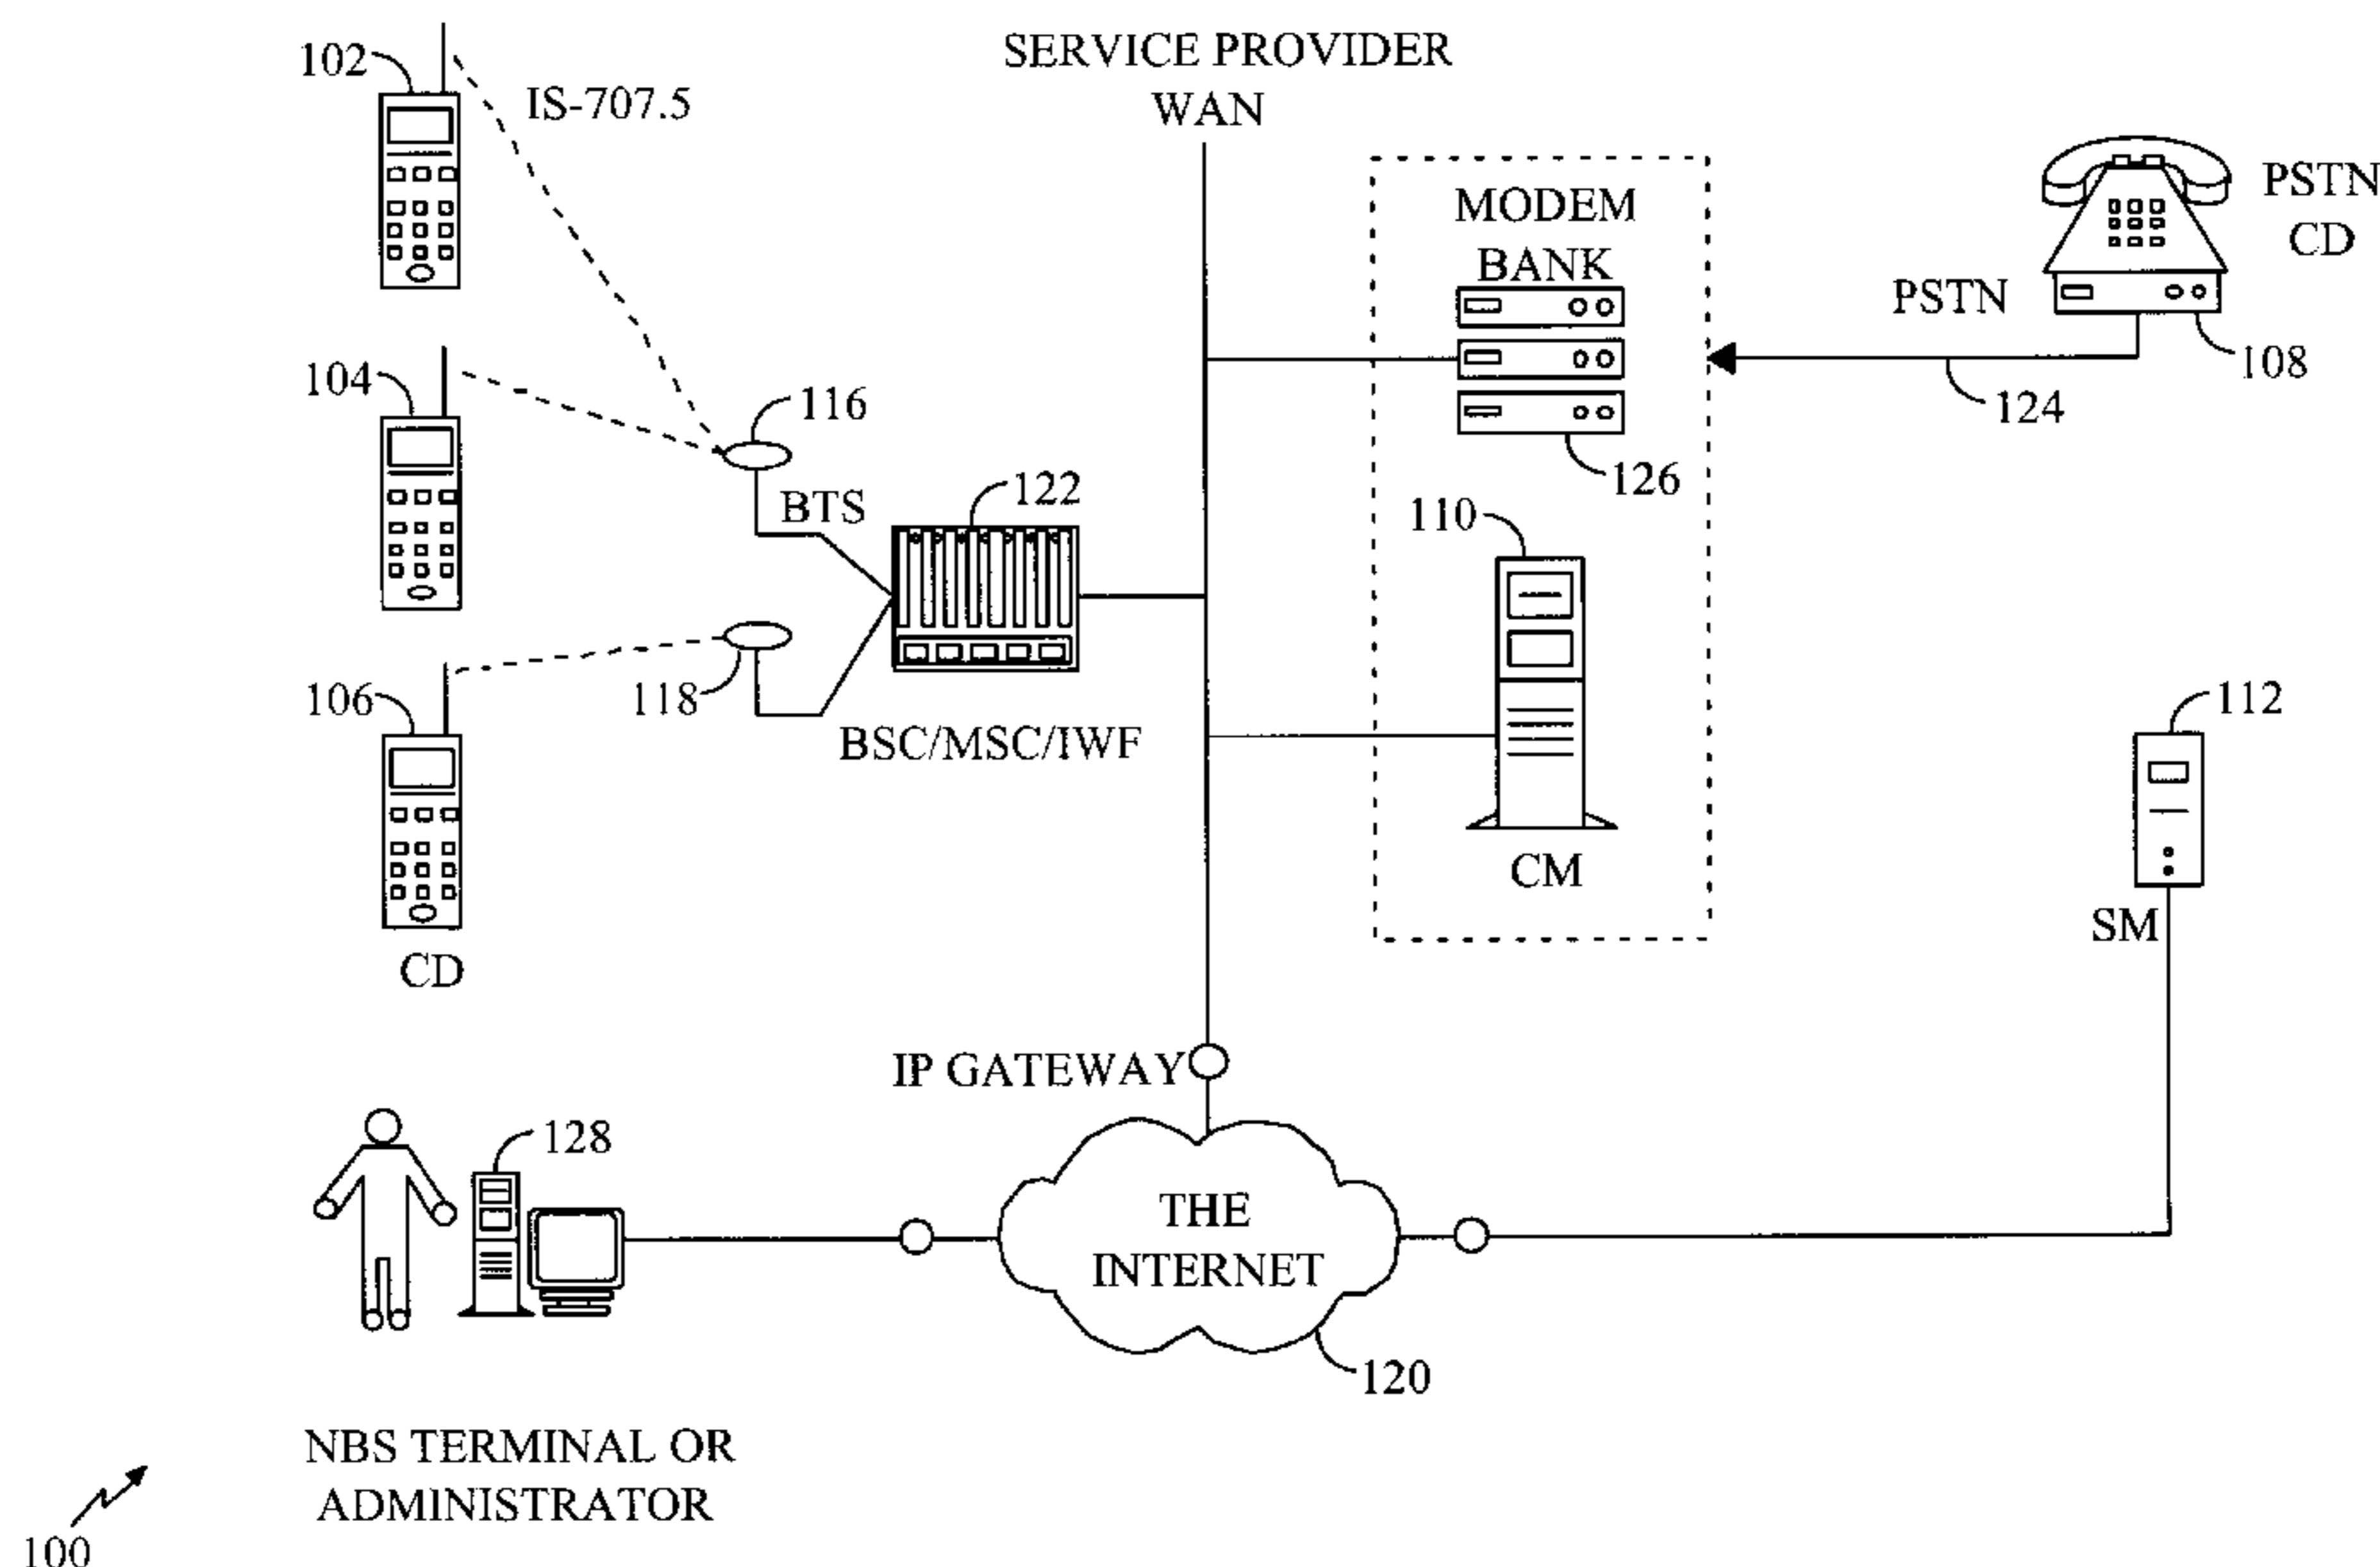 SERVICE PROVIDER
WAN
102
IS-707.5
MODEM
BANK
PSTN
CD
PSTN
108
124
104
116
126
BTS
122
110
106
118
BSC/MSC/IWF
112
CM
SM
CD
IP GATEWAY
128
THE
INTERNET
120
NBS TERMINAL OR
ADMINISTRATOR
100